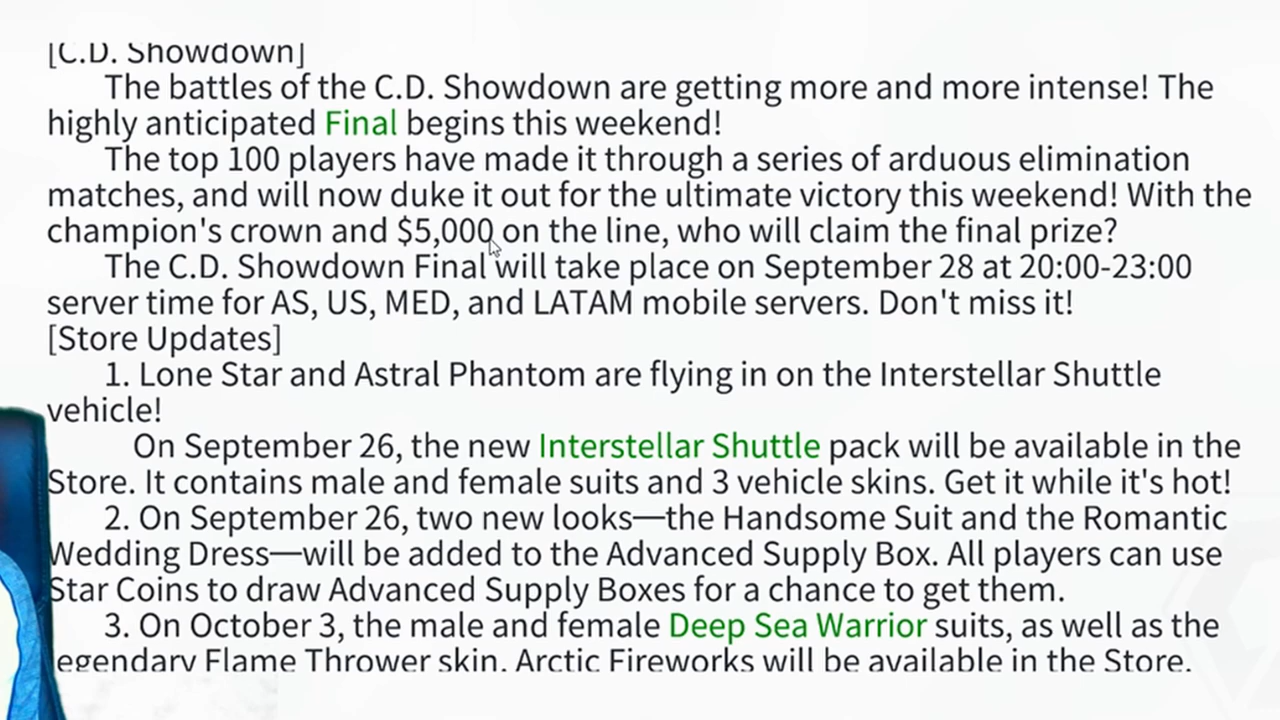 [C.D. Showdown]
The battles of the C.D. Showdown are getting more and more intense! The
highly anticipated Final begins this weekend!
The top 100 players have made it through a series of arduous elimination
matches, and will now duke it out for the ultimate victory this weekend! With the
champion's crown and $5,000 on the line, who will claim the final prize?
The C.D. Showdown Final will take place on September 28 at 20:00-23:00
server time for AS, US, MED, and LATAM mobile servers. Don't miss it!
[Store Updates]
1. Lone Star and Astral Phantom are flying in on the Interstellar Shuttle
vehicle!
On September 26, the new Interstellar Shuttle pack will be available in the
Store. It contains male and female suits and 3 vehicle skins. Get it while it's hot!
2. On September 26, two new looks—the Handsome Suit and the Romantic
Wedding Dress—will be added to the Advanced Supply Box. All players can use
Star Coins to draw Advanced Supply Boxes for a chance to get them.
3. On October 3, the male and female Deep Sea Warrior suits, as well as the
legendary Flame Thrower skin, Arctic Fireworks will be available in the Store.